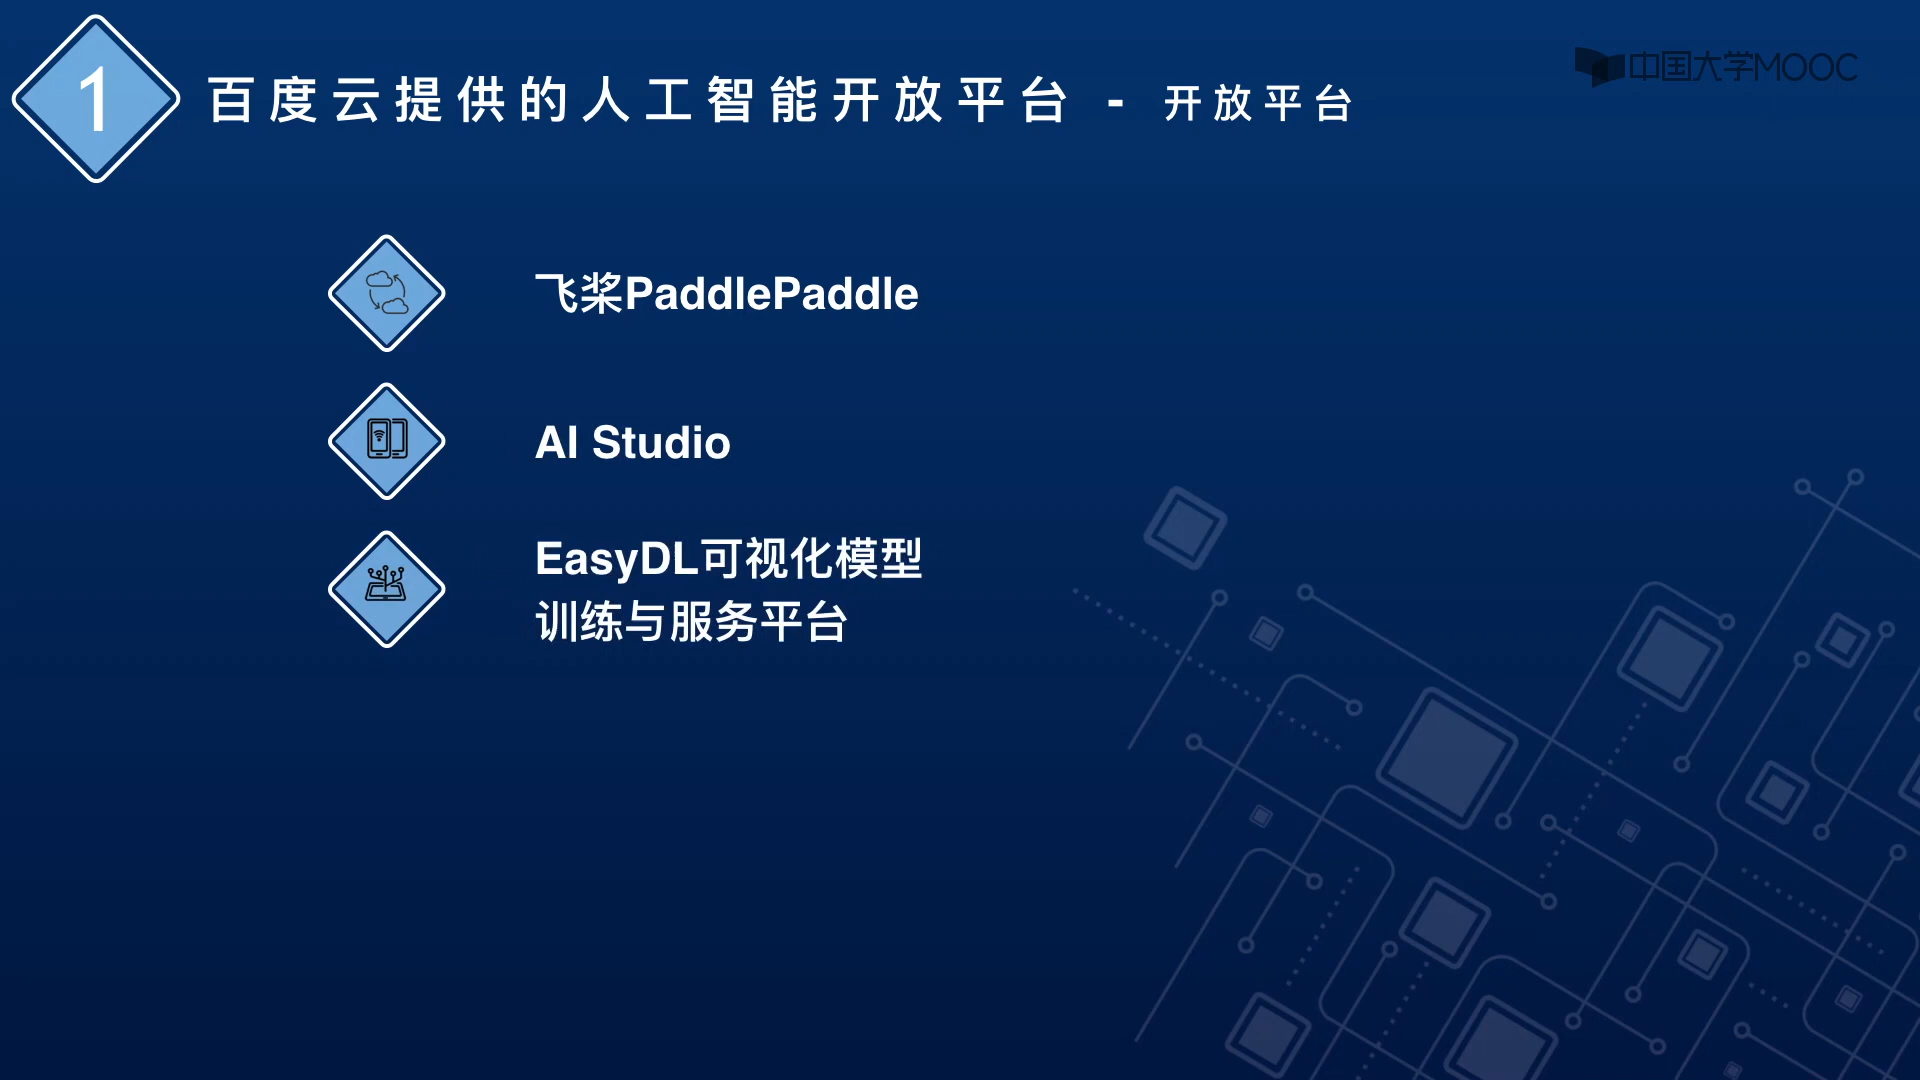 1
百度云提供的人工智能开放平台 - 开放平台
中国大学MOOC
飞桨PaddlePaddle
AI Studio
EasyDL可视化模型
训练与服务平台